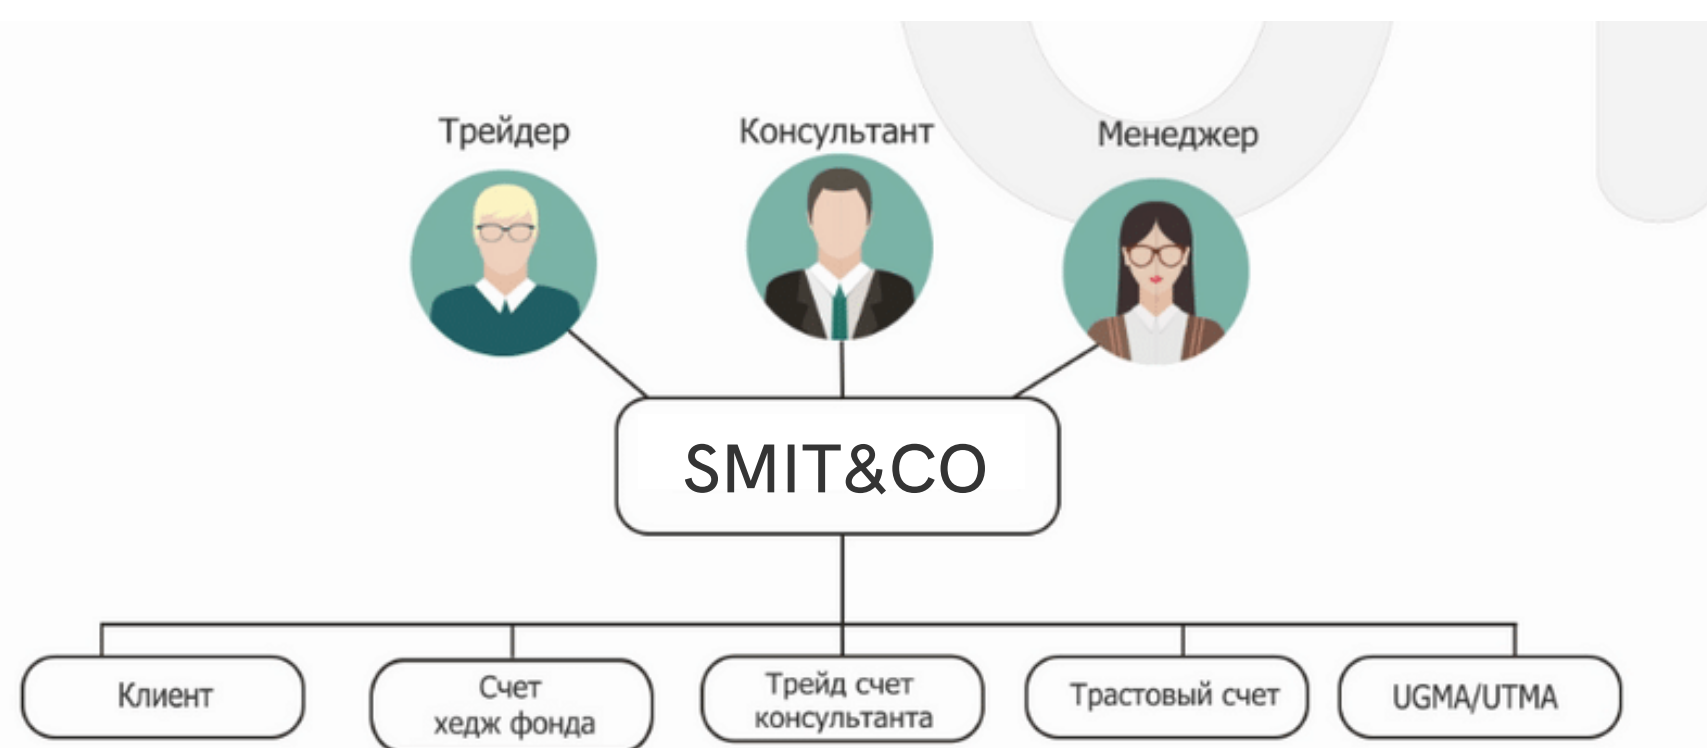 Трейдер
Консультант
Менеджер
SMIT&CO
Клиент
Счет
хедж фонда
Трейд счет
консультанта
Трастовый счет
UGMA/UTMA